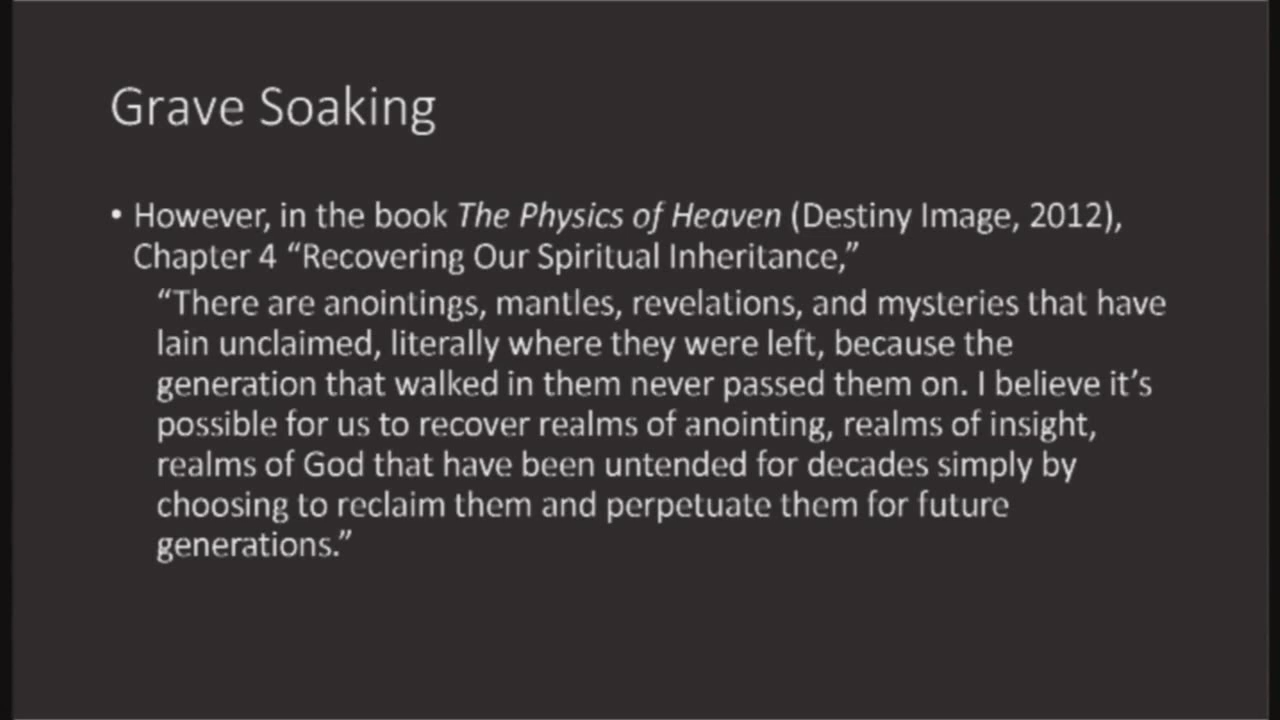 Grave Soaking
• However, in the book The Physics of Heaven (Destiny Image, 2012),
Chapter 4 “Recovering Our Spiritual Inheritance,”
“There are anointings, mantles, revelations, and mysteries that have
lain unclaimed, literally where they were left, because the
generation that walked in them never passed them on. I believe it’s
possible for us to recover realms of anointing, realms of insight,
realms of God that have been untended for decades simply by
choosing to reclaim them and perpetuate them for future
generations.”